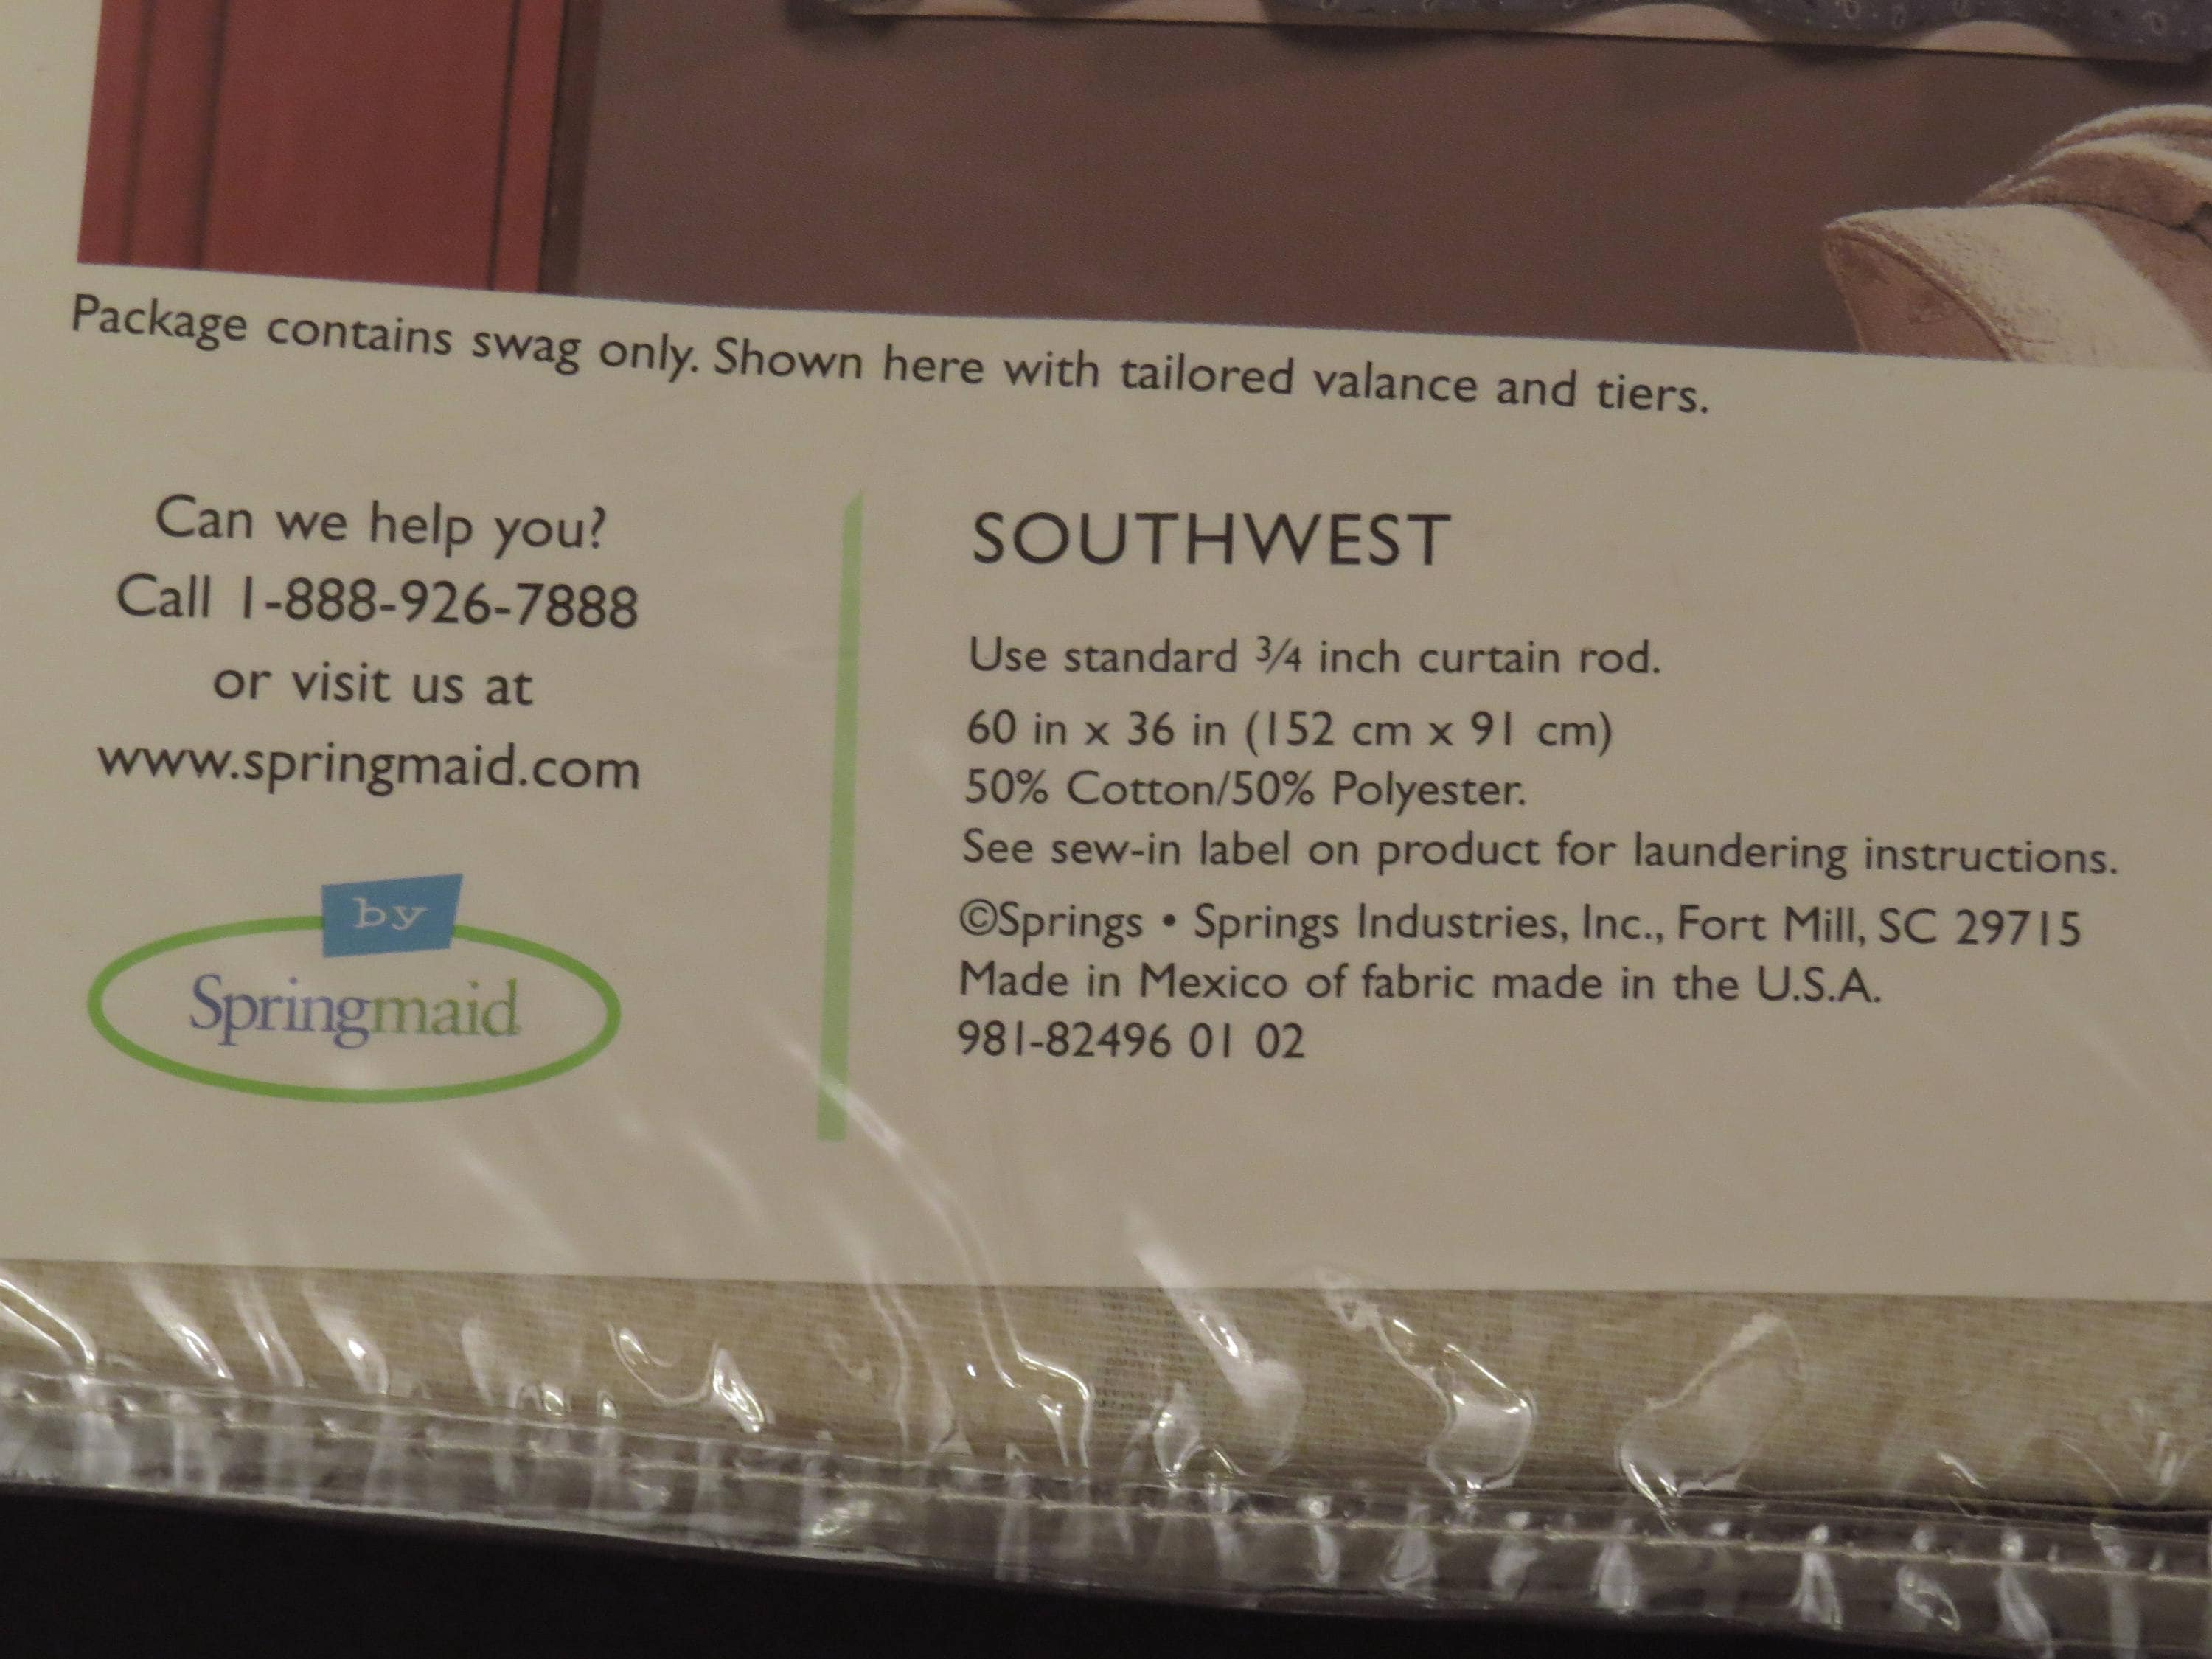 Package contains swag only. Shown here with tailored valance and tiers.
Can we help you?
Call 1-888-926-7888
or visit us at
www.springmaid.com
by
Springmaid
SOUTHWEST
Use standard 3/4 inch curtain rod.
60 in x 36 in (152 cm x 91 cm)
50% Cotton/50% Polyester.
See sew-in label on product for laundering instructions.
©Springs • Springs Industries, Inc., Fort Mill, SC 29715
Made in Mexico of fabric made in the U.S.A.
981-82496 01 02